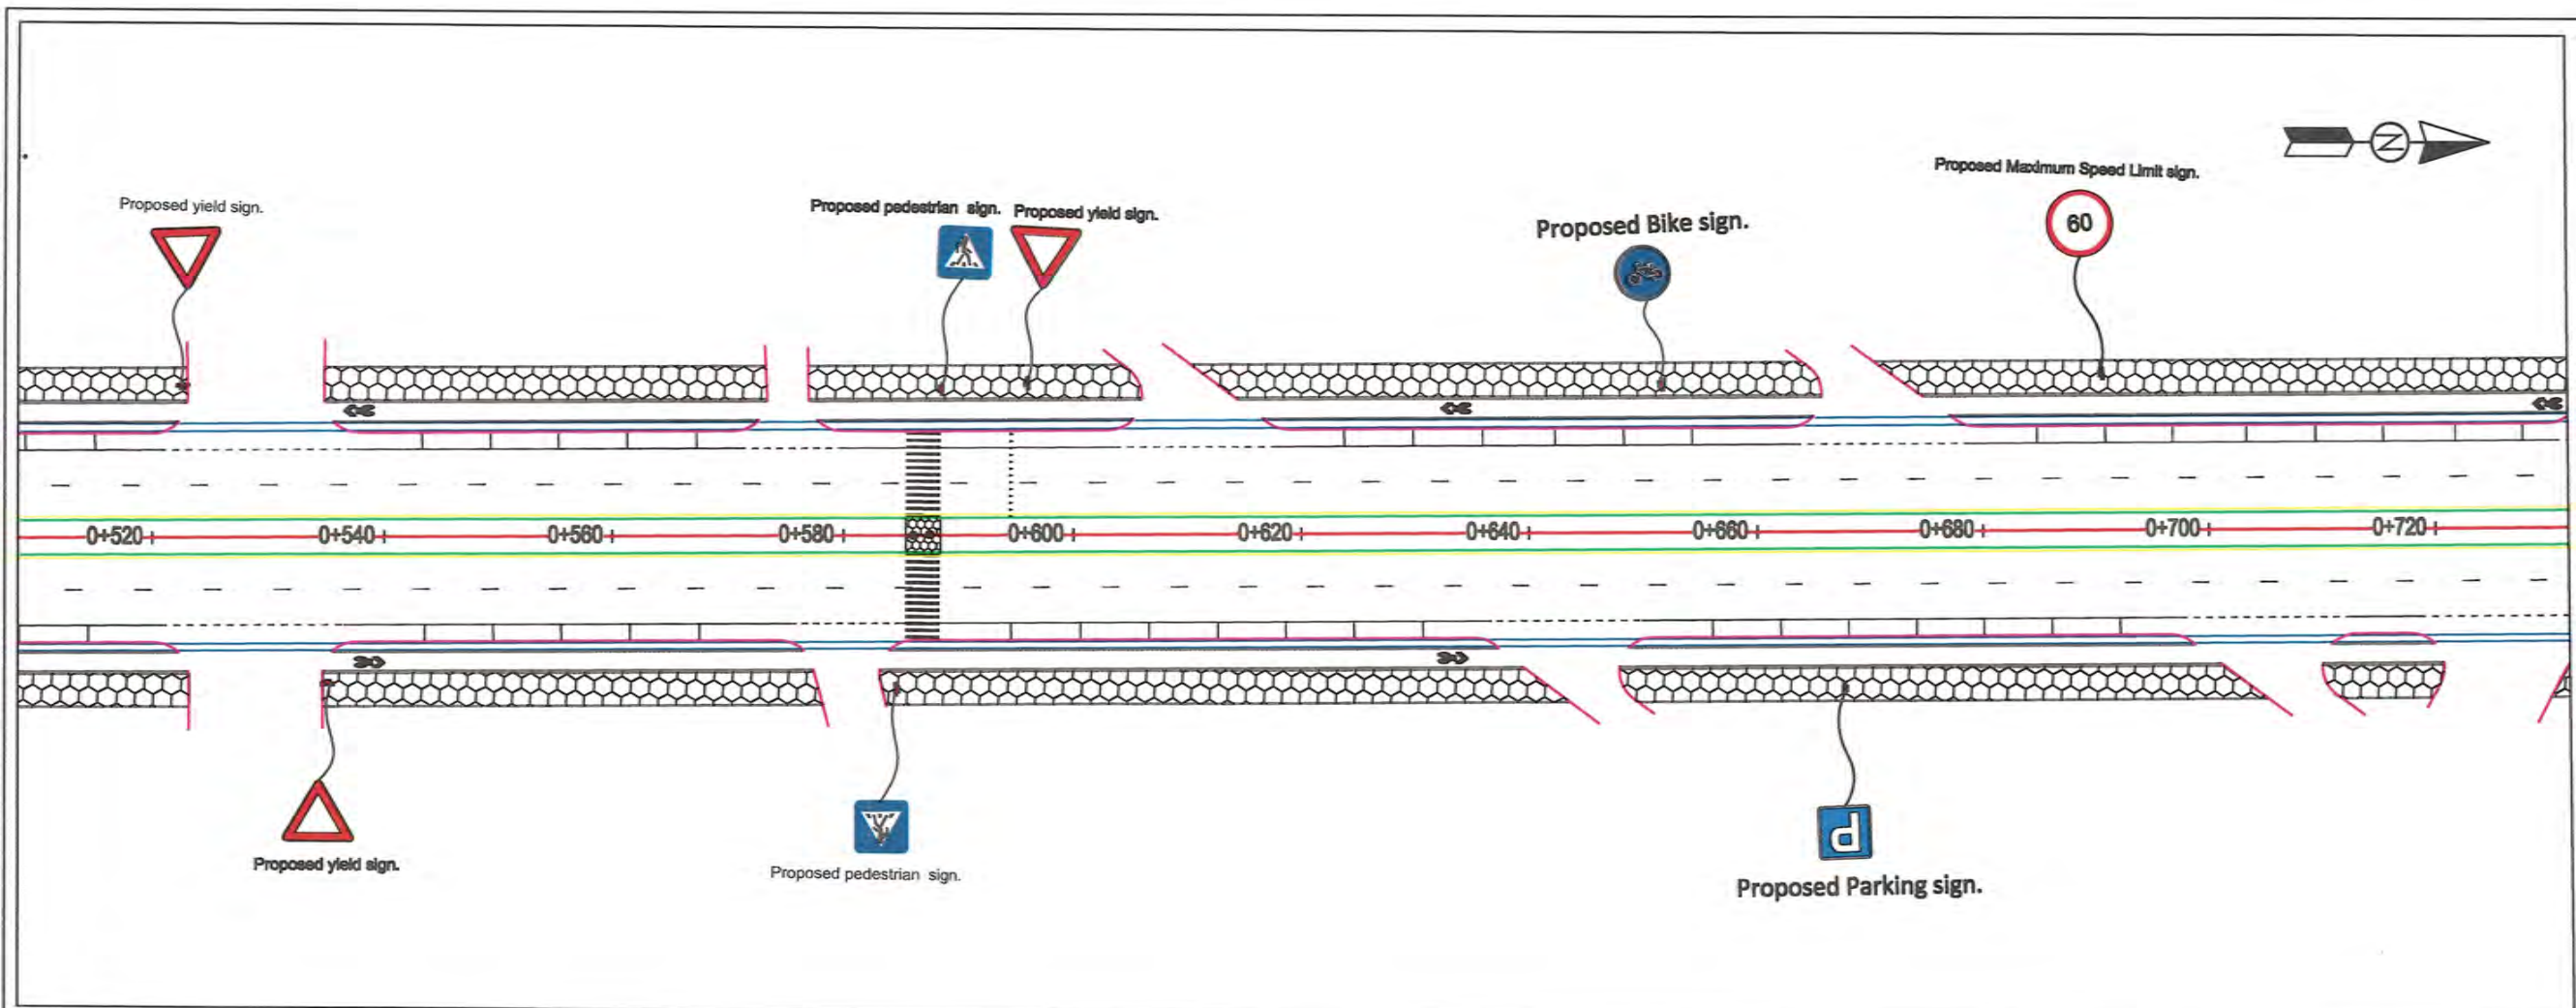 Proposed Maximum Speed Limit sign.
60
N
Proposed yield sign.
Proposed pedestrian sign.
Proposed yield sign.
Proposed Bike sign.
0+520
0+540
0+560
0+580
0+600
0+620
0+640
0+660
0+680
0+700
0+720
P
Proposed yield sign.
Proposed pedestrian sign.
Proposed Parking sign.